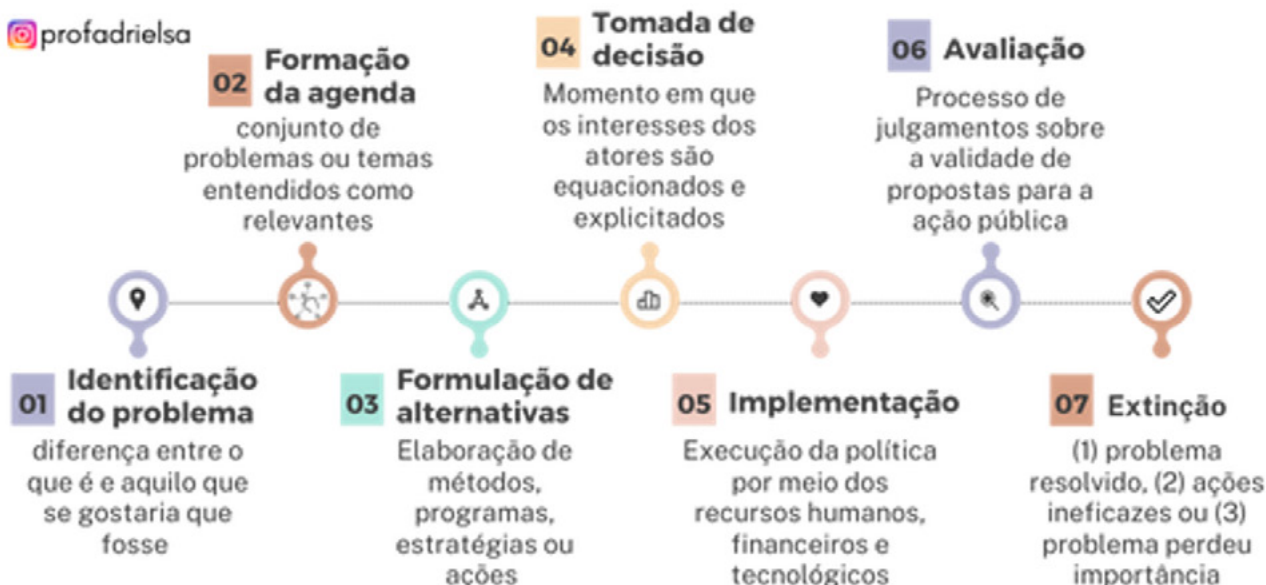 profadrielsa
01
Identificação
do problema
diferença entre o
que é e aquilo que
se gostaria que
fosse
02
Formação
da agenda
conjunto de
problemas ou temas
entendidos como
relevantes
03
Formulação de
alternativas
Elaboração de
métodos,
programas,
estratégias ou
ações
04
Tomada de
decisão
Momento em que
os interesses dos
atores são
equacionados e
explicitados
05 Implementação
Execução da política
por meio dos
recursos humanos,
financeiros e
tecnológicos
06 Avaliação
Processo de
julgamentos sobre
a validade de
propostas para a
ação pública
07 Extinção
(1) problema
resolvido, (2) ações
ineficazes ou (3)
problema perdeu
importância